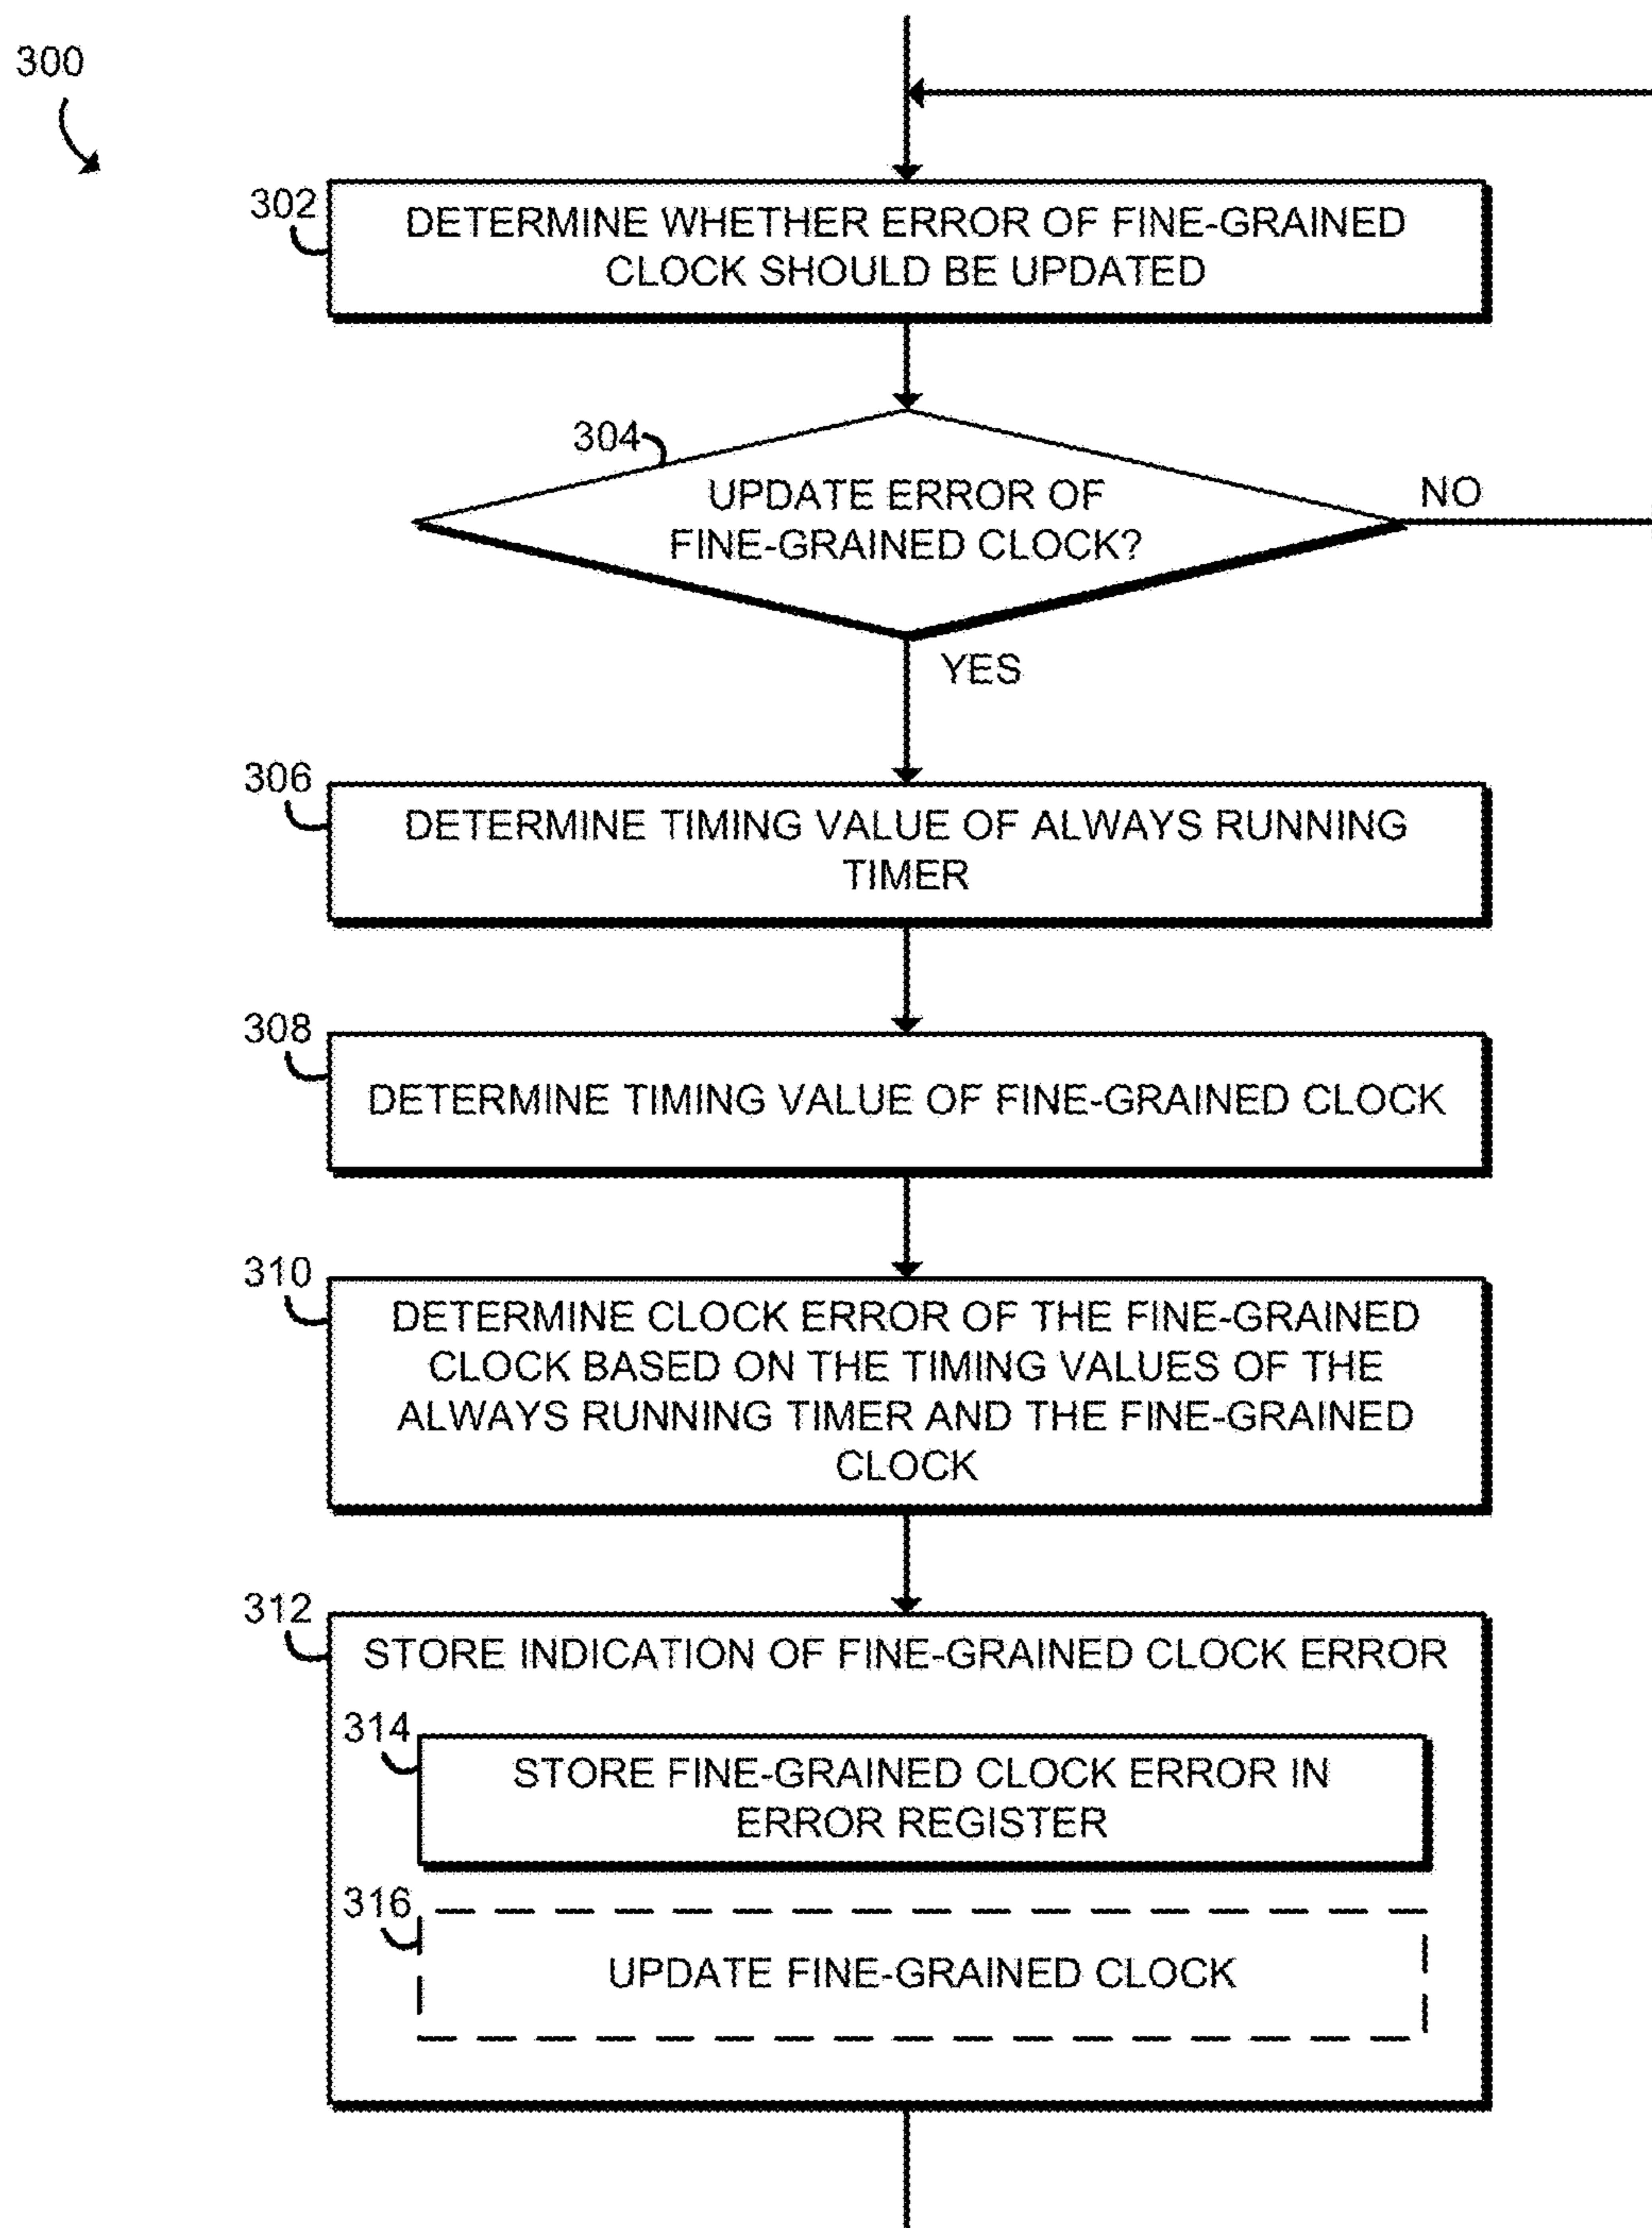 300
302
DETERMINE WHETHER ERROR OF FINE-GRAINED
CLOCK SHOULD BE UPDATED
304
UPDATE ERROR OF
FINE-GRAINED CLOCK?
NO
YES
306
DETERMINE TIMING VALUE OF ALWAYS RUNNING
TIMER
308
DETERMINE TIMING VALUE OF FINE-GRAINED CLOCK
310
DETERMINE CLOCK ERROR OF THE FINE-GRAINED
CLOCK BASED ON THE TIMING VALUES OF THE
ALWAYS RUNNING TIMER AND THE FINE-GRAINED
CLOCK
312
STORE INDICATION OF FINE-GRAINED CLOCK ERROR
314
STORE FINE-GRAINED CLOCK ERROR IN
ERROR REGISTER
316
UPDATE FINE-GRAINED CLOCK